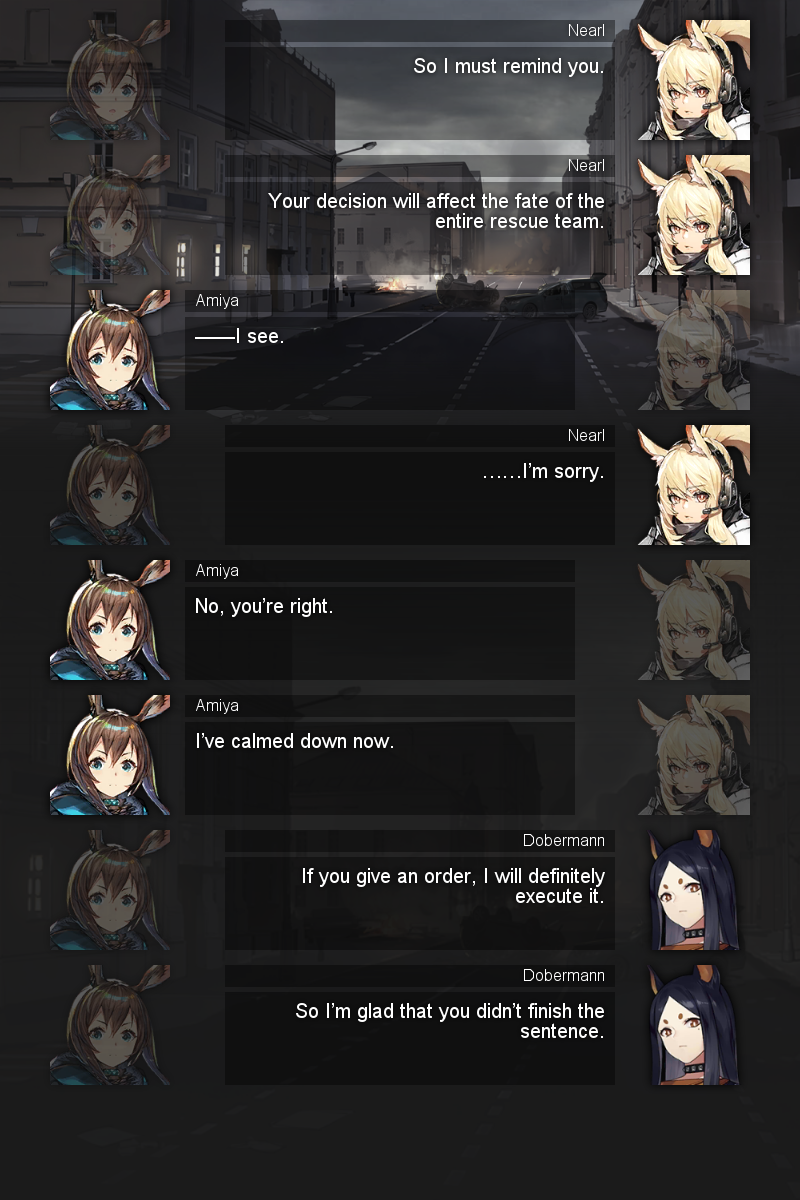 Nearl
So I must remind you.
Nearl
Your decision will affect the fate of the
entire rescue team.
Amiya
——I see.
Nearl
……I'm sorry.
Amiya
No, you're right.
Amiya
I've calmed down now.
Dobermann
If you give an order, I will definitely
execute it.
Dobermann
So I'm glad that you didn't finish the
sentence.